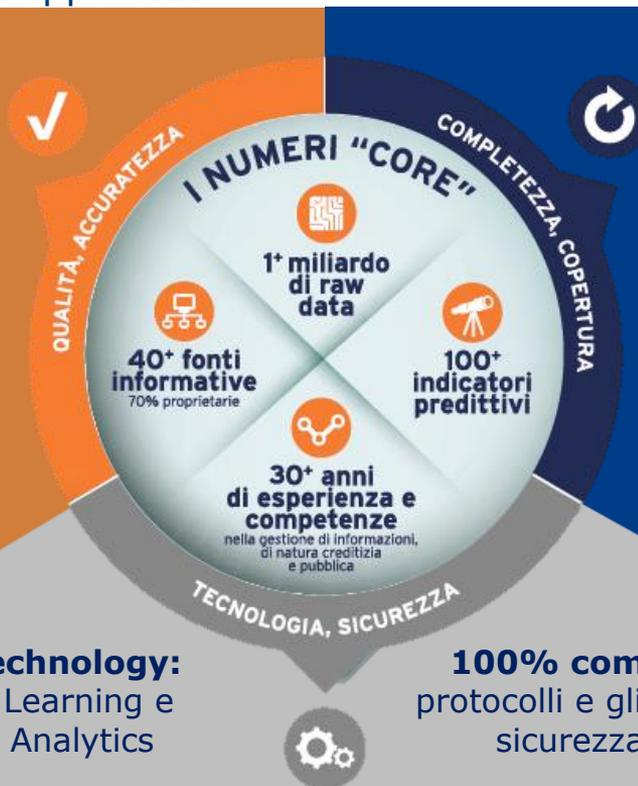 QUALITÀ, ACCURATEZZA
COMPLETEZZA, COPERTURA
I NUMERI "CORE"
1+ miliardo
di raw
data
40+ fonti
informative
70% proprietarie
100+
indicatori
predittivi
30+ anni
di esperienza e
competenze
nella gestione di informazioni,
di natura creditizia
e pubblica
TECNOLOGIA, SICUREZZA
echnology:
Learning e
Analytics
100% com
protocolli e gli
sicurezza